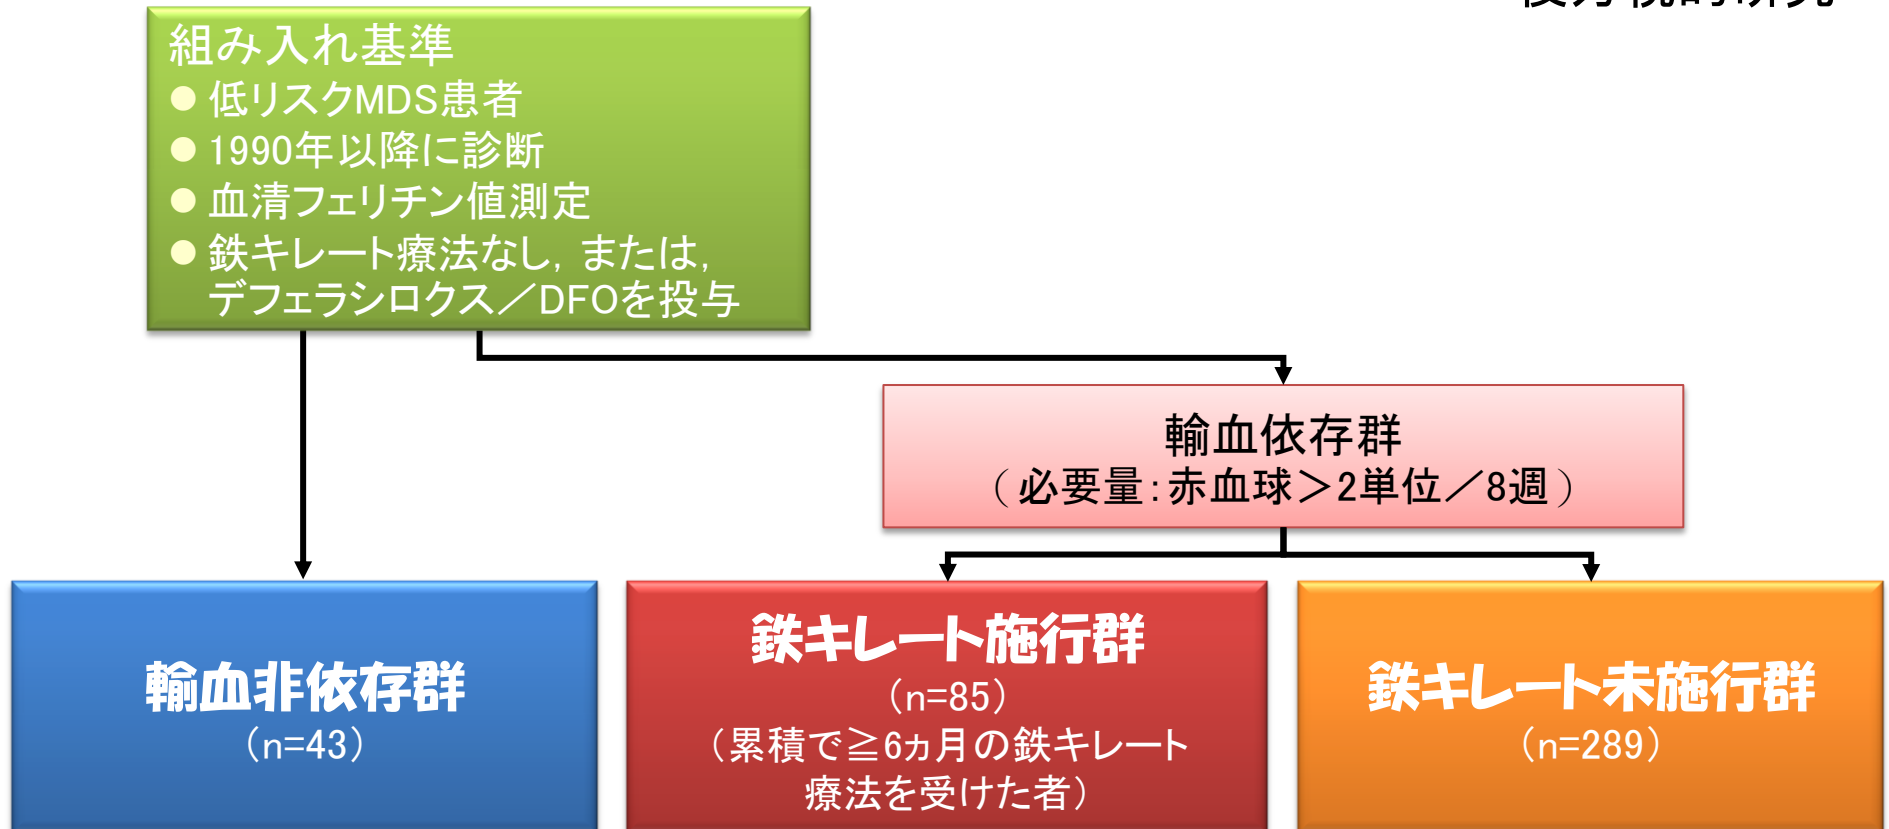 組み入れ基準
● 低リスクMDS患者
● 1990年以降に診断
● 血清フェリチン値測定
● 鉄キレート療法なし，または，
デフェラシロクス／DFOを投与
輸血依存群
（必要量：赤血球＞2単位／8週）
輸血非依存群
（n=43）
鉄キレート施行群
（n=85）
（累積で≧6ヵ月の鉄キレート
療法を受けた者）
鉄キレート未施行群
（n=289）